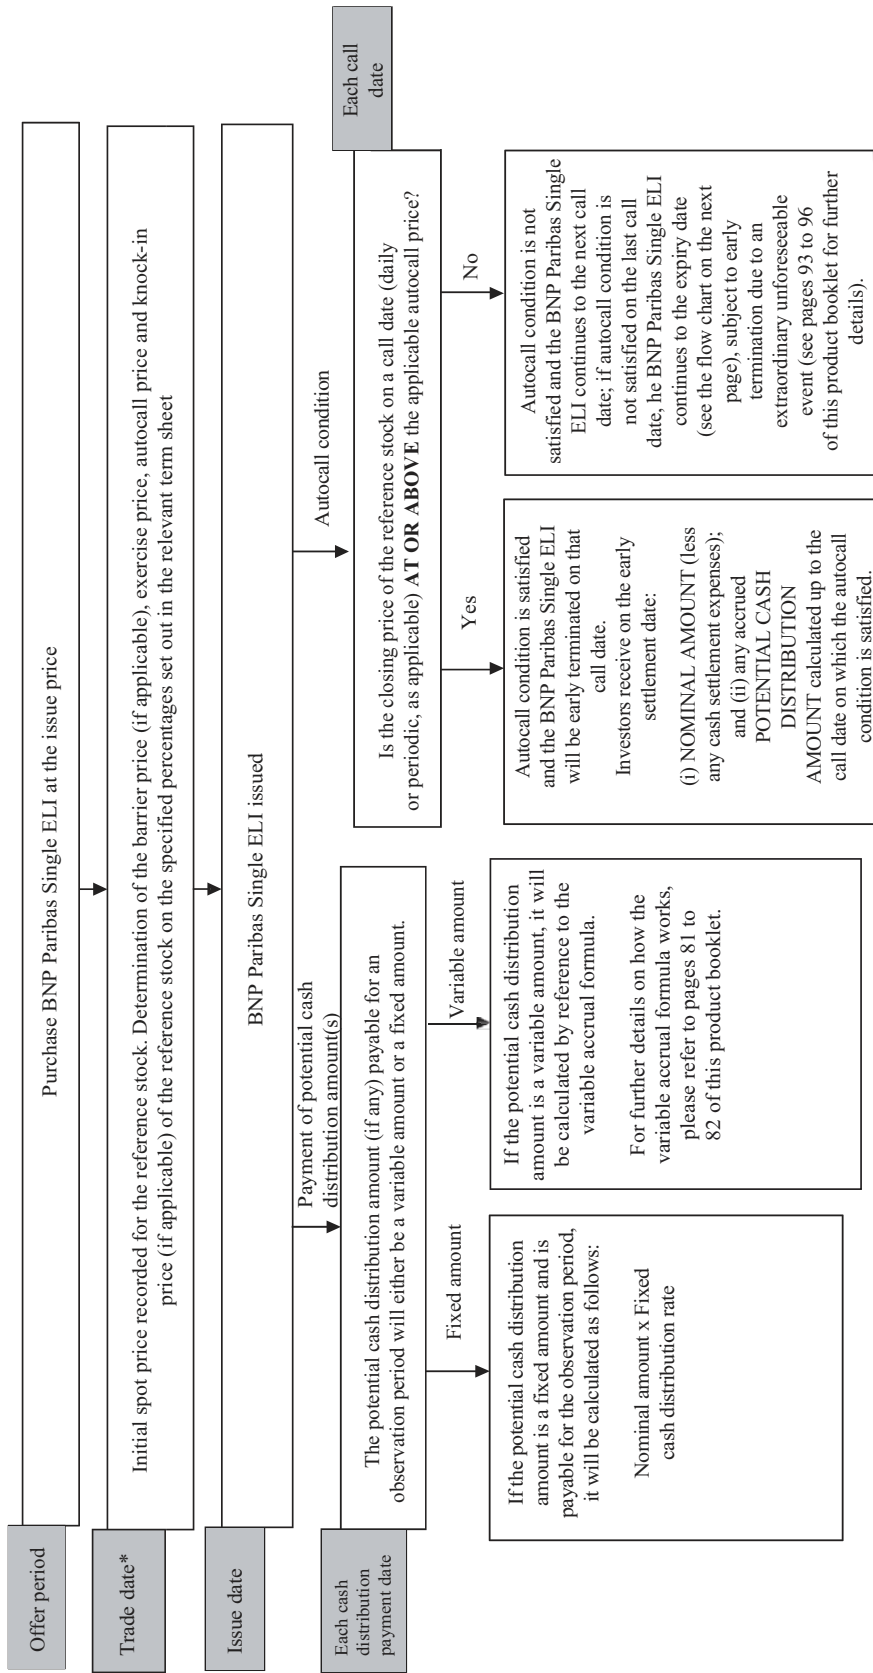 Offer period
Purchase BNP Paribas Single ELI at the issue price
Trade date*
Initial spot price recorded for the reference stock. Determination of the barrier price (if applicable), exercise price, autocall price and knock-in
price (if applicable) of the reference stock on the specified percentages set out in the relevant term sheet
Issue date
BNP Paribas Single ELI issued
Payment of potential cash
distribution amount(s)
Autocall condition
Each cash
distribution
payment date
The potential cash distribution amount (if any) payable for an
observation period will either be a variable amount or a fixed amount.
Each call
date
Is the closing price of the reference stock on a call date (daily
or periodic, as applicable) AT OR ABOVE the applicable autocall price?
Fixed amount
Variable amount
Yes
No
If the potential cash distribution
amount is a fixed amount and is
payable for the observation period,
it will be calculated as follows:
Nominal amount x Fixed
cash distribution rate
If the potential cash distribution
amount is a variable amount, it will
be calculated by reference to the
variable accrual formula.
For further details on how the
variable accrual formula works,
please refer to pages 81 to
82 of this product booklet.
Autocall condition is satisfied
and the BNP Paribas Single ELI
will be early terminated on that
call date.
Investors receive on the early
settlement date:
(i) NOMINAL AMOUNT (less
any cash settlement expenses);
and (ii) any accrued
POTENTIAL CASH
DISTRIBUTION
AMOUNT calculated up to the
call date on which the autocall
condition is satisfied.
Autocall condition is not
satisfied and the BNP Paribas Single
ELI continues to the next call
date; if autocall condition is
not satisfied on the last call
date, he BNP Paribas Single ELI
continues to the expiry date
(see the flow chart on the next
page), subject to early
termination due to an
extraordinary unforeseeable
event (see pages 93 to 96
of this product booklet for further
details).